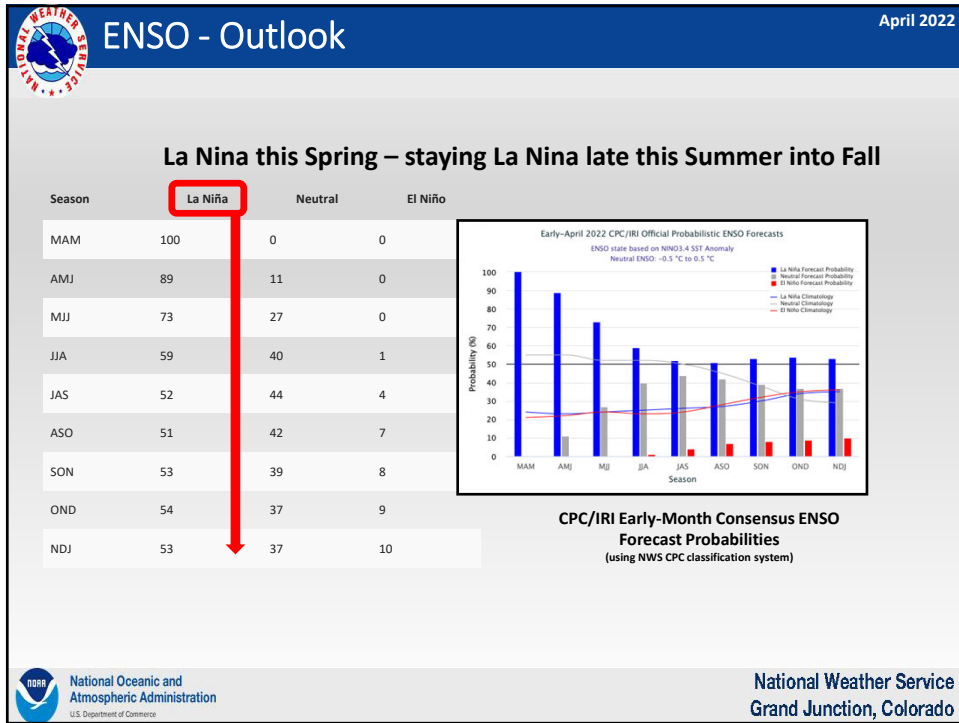 NATIONAL WEATHER SERVICE
ENSO - Outlook
April 2022
La Nina this Spring – staying La Nina late this Summer into Fall
Season La Niña Neutral El Niño
MAM 100 0 0
AMJ 89 11 0
MJJ 73 27 0
JJA 59 40 1
JAS 52 44 4
ASO 51 42 7
SON 53 39 8
OND 54 37 9
NDJ 53 37 10
Early-April 2022 CPC/IRI Official Probabilistic ENSO Forecasts
ENSO state based on NINO3.4 SST Anomaly
Neutral ENSO: -0.5 °C to 0.5 °C
La Niña Forecast Probability
Neutral Forecast Probability
El Niño Forecast Probability
La Niña Climatology
Neutral Climatology
El Niño Climatology
Probability (%)
100
90
80
70
60
50
40
30
20
10
0
MAM AMJ MJJ JJA JAS ASO SON OND NDJ
Season
CPC/IRI Early-Month Consensus ENSO
Forecast Probabilities
(using NWS CPC classification system)
NOAA
National Oceanic and
Atmospheric Administration
U.S. Department of Commerce
National Weather Service
Grand Junction, Colorado